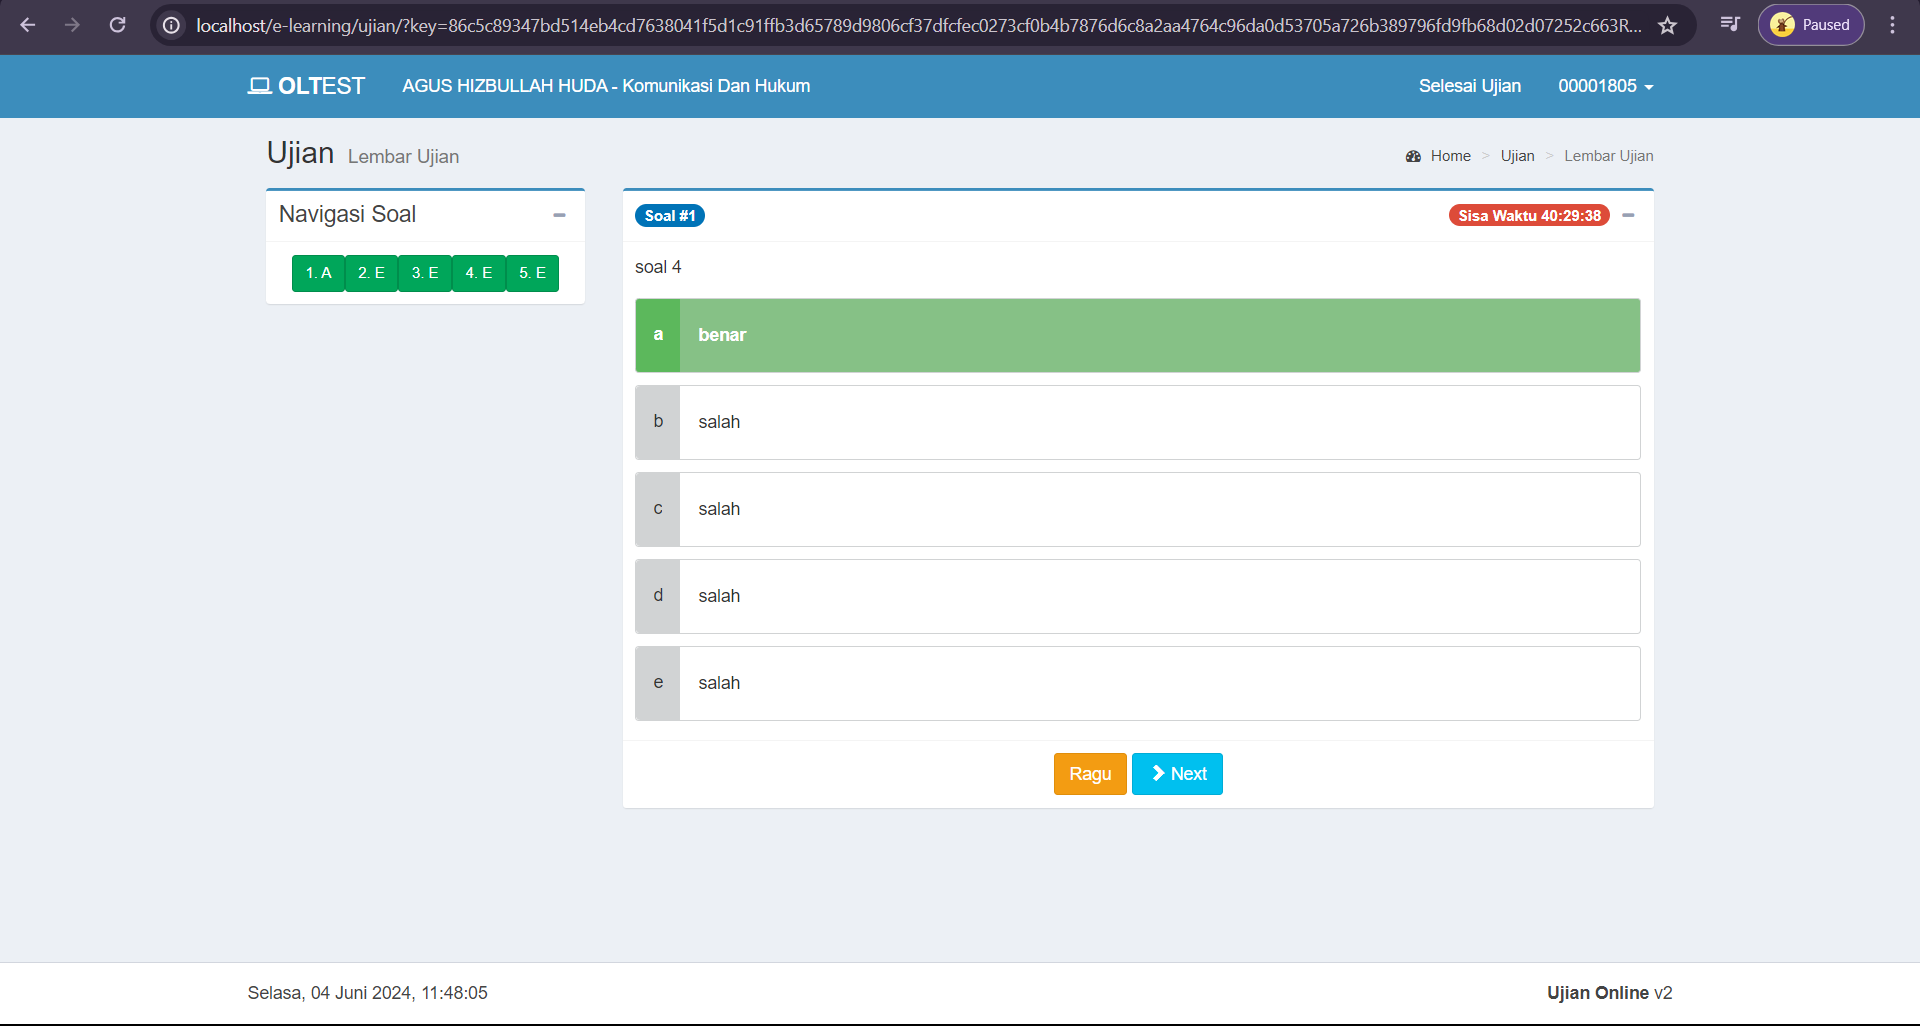 localhost/e-learning/ujian/?key=86c5c89347bd514eb4cd7638041f5d1c91ffb3d65789d9806cf37dfcfec0273cf0b4b7876d6c8a2aa4764c96da0d53705a726b389796fd9fb68d02d07252c663R...
Paused
OLTEST
AGUS HIZBULLAH HUDA - Komunikasi Dan Hukum
Selesai Ujian
00001805
Ujian Lembar Ujian
Home > Ujian > Lembar Ujian
Navigasi Soal
1. A
2. E
3. E
4. E
5. E
Soal #1
Sisa Waktu 40:29:38
soal 4
a benar
b salah
c salah
d salah
e salah
Ragu
Next
Selasa, 04 Juni 2024, 11:48:05
Ujian Online v2